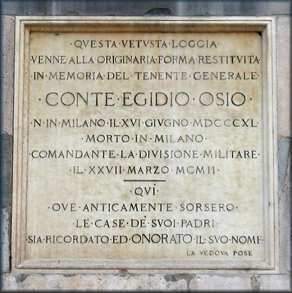 · QVESTA VETVSTA LOGGIA ·
VENNE ALLA ORIGINARIA FORMA RESTITVITA
IN MEMORIA DEL TENENTE GENERALE
· CONTE · EGIDIO · OSIO ·
N · IN MILANO IL XVI GIVGNO MDCCCXL ·
· MORTO IN MILANO ·
COMANDANTE LA DIVISIONE MILITARE ·
IL · XXVII MARZO MCMII ·
· QVI ·
OVE ANTICAMENTE SORSERO
LE CASE DE' SVOI PADRI
SIA RICORDATO ED ONORATO IL SVO NOME
LA VEDOVA POSE